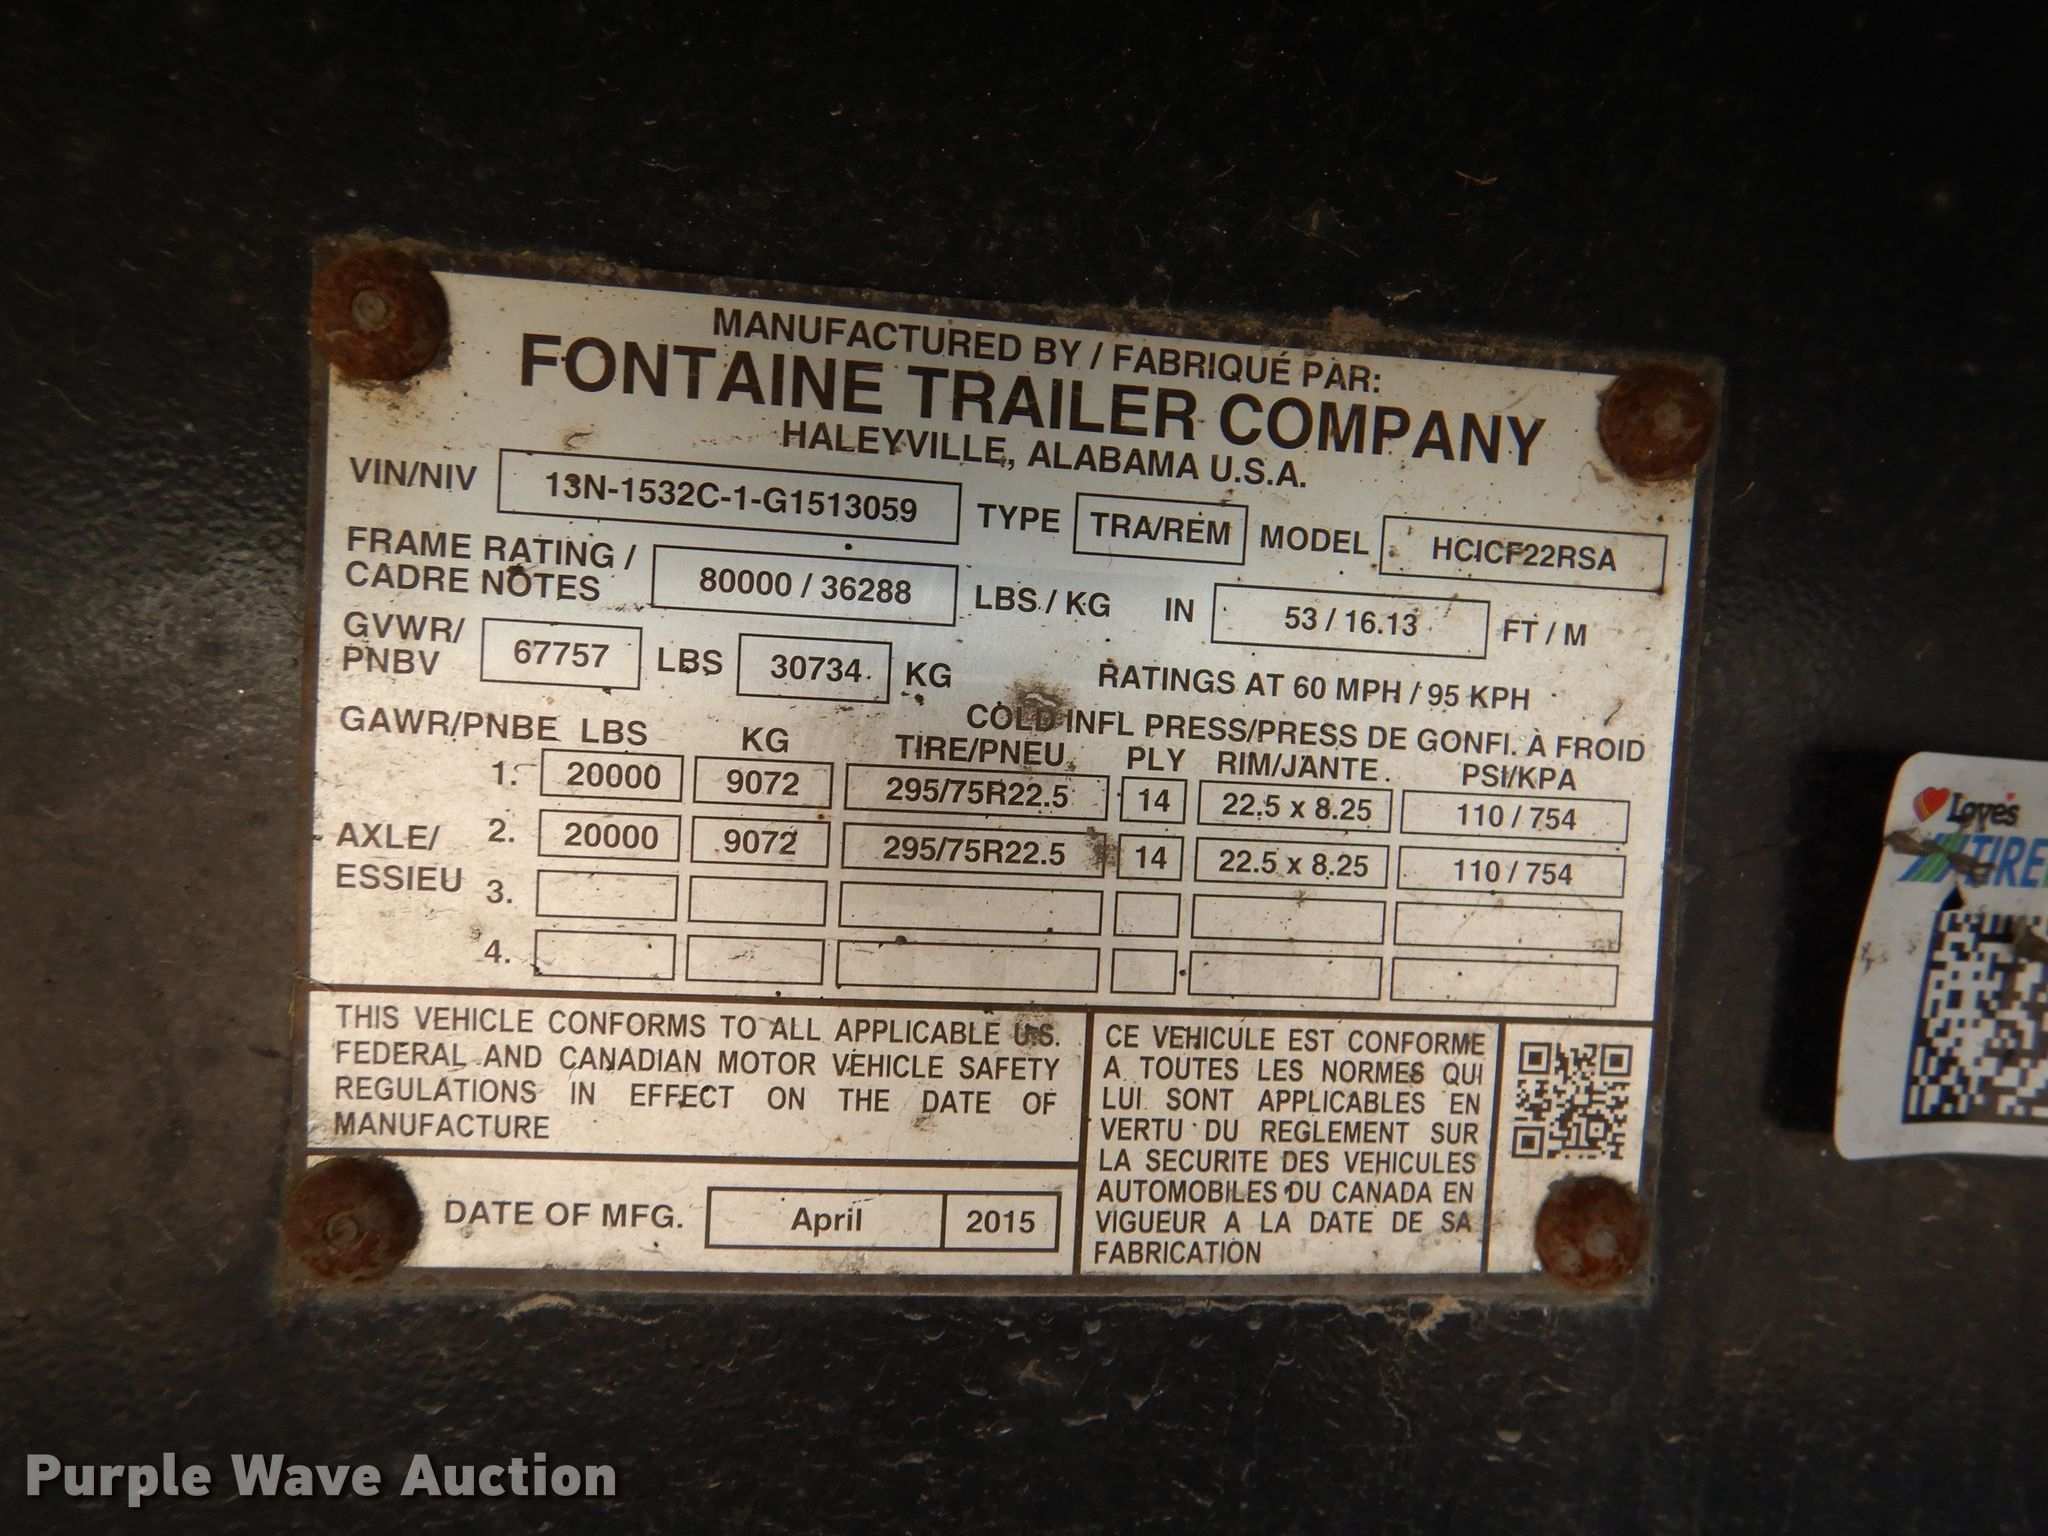 MANUFACTURED BY / FABRIQUÉ PAR:
FONTAINE TRAILER COMPANY
HALEYVILLE, ALABAMA U.S.A.
VIN/NIV 13N-1532C-1-G1513059 TYPE TRA/REM MODEL HCICF22RSA
FRAME RATING / CADRE NOTES 80000 / 36288 LBS / KG IN 53 / 16.13 FT / M
GVWR/ PNBV 67757 LBS 30734 KG RATINGS AT 60 MPH / 95 KPH
COLD INFL PRESS/PRESS DE GONFI. À FROID
GAWR/PNBE LBS KG TIRE/PNEU PLY RIM/JANTE PSI/KPA
AXLE/ ESSIEU
1. 20000 9072 295/75R22.5 14 22.5 x 8.25 110 / 754
2. 20000 9072 295/75R22.5 14 22.5 x 8.25 110 / 754
3.
4.
THIS VEHICLE CONFORMS TO ALL APPLICABLE U.S.
FEDERAL AND CANADIAN MOTOR VEHICLE SAFETY
REGULATIONS IN EFFECT ON THE DATE OF
MANUFACTURE
DATE OF MFG. April 2015
CE VEHICULE EST CONFORME
A TOUTES LES NORMES QUI
LUI SONT APPLICABLES EN
VERTU DU REGLEMENT SUR
LA SECURITE DES VEHICULES
AUTOMOBILES DU CANADA EN
VIGUEUR A LA DATE DE SA
FABRICATION
Love's
TIRE
Purple Wave Auction